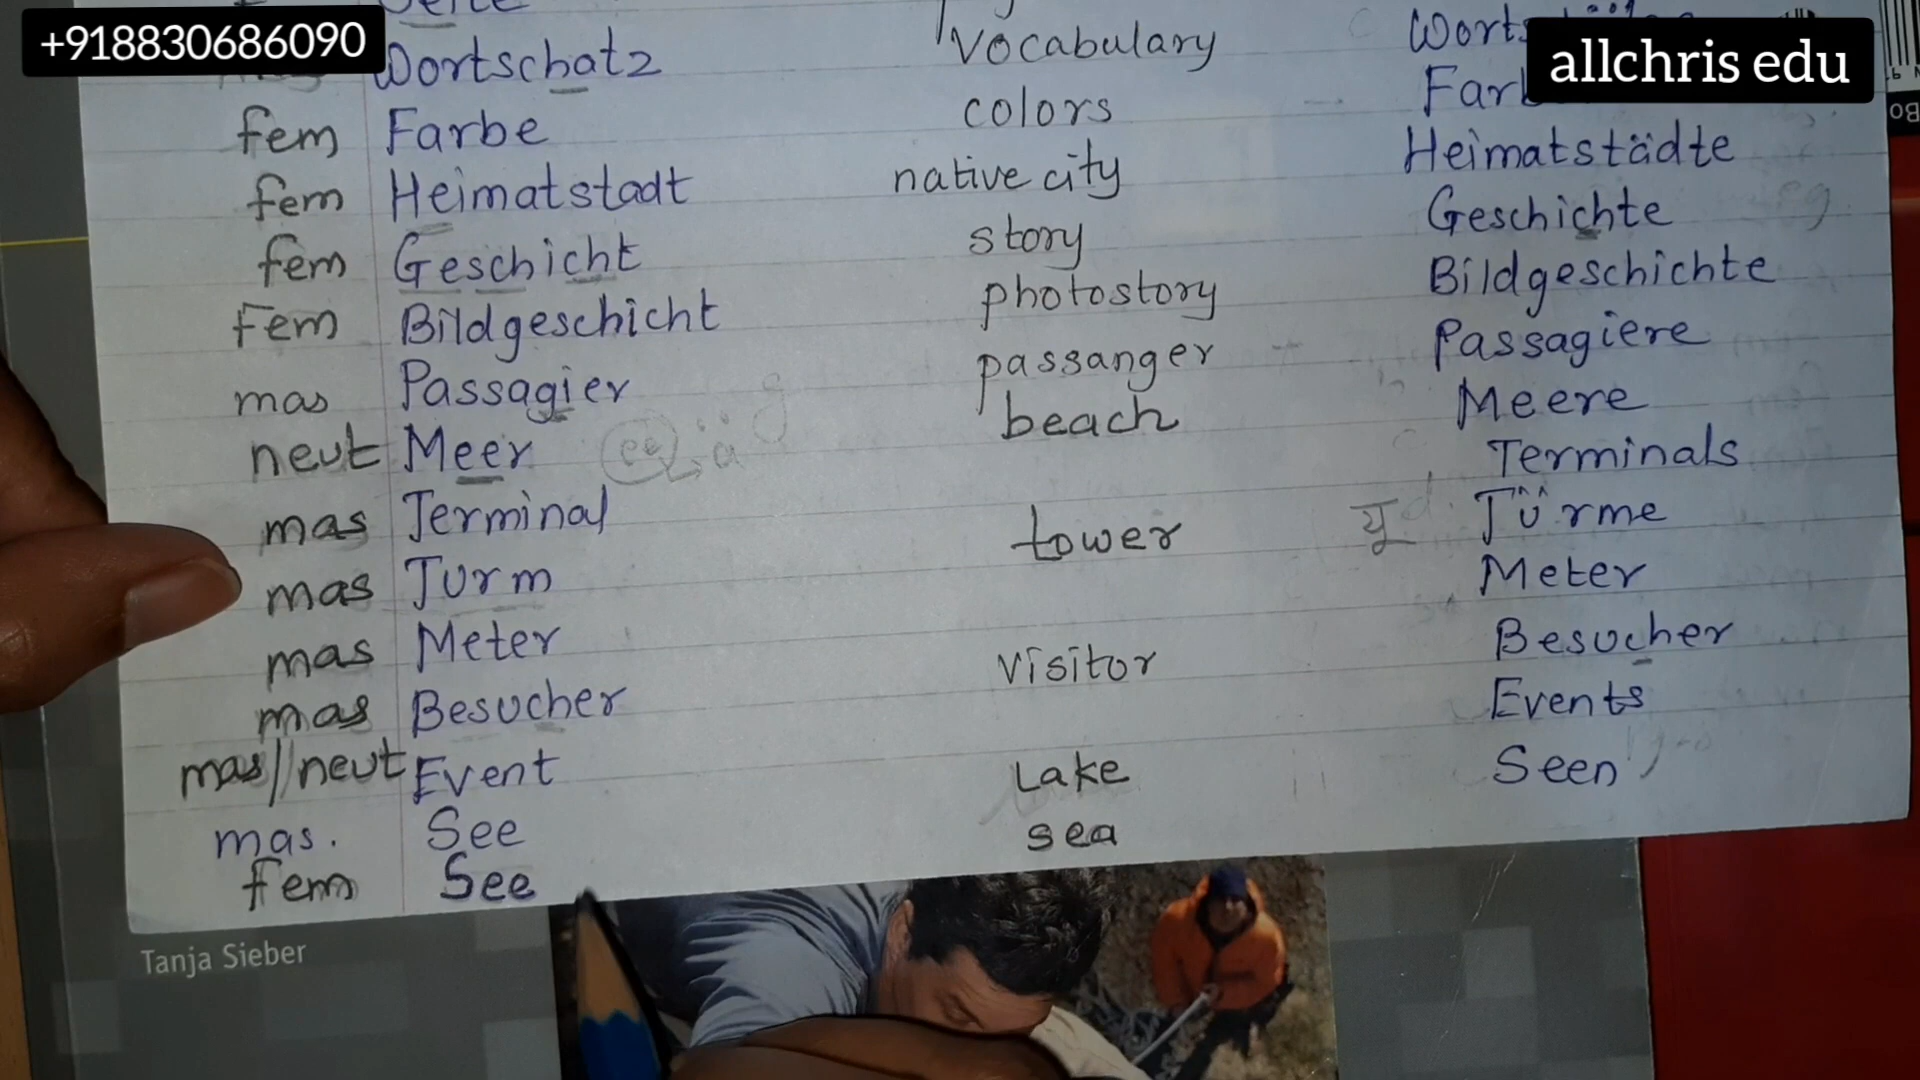 +918830686090
allchris edu
Wortschatz vocabulary
fem Farbe colors
fem Heimatstadt native city Heimatstädte
fem Geschicht story Geschichte
Fem Bildgeschicht photostory Bildgeschichte
mas Passagier passanger Passagiere
neut Meer beach Meere
mas Terminal Terminals
mas Turm tower यू Türme
mas Meter Meter
mas Besucher visitor Besucher
mas/neut Event Events
mas. See Lake Seen
fem See sea
Tanja Sieber